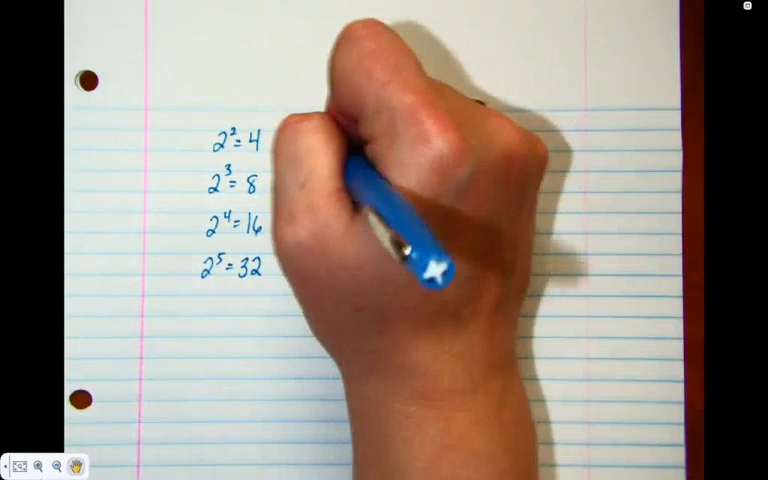 2² = 4
2³ = 8
2⁴ = 16
2⁵ = 32